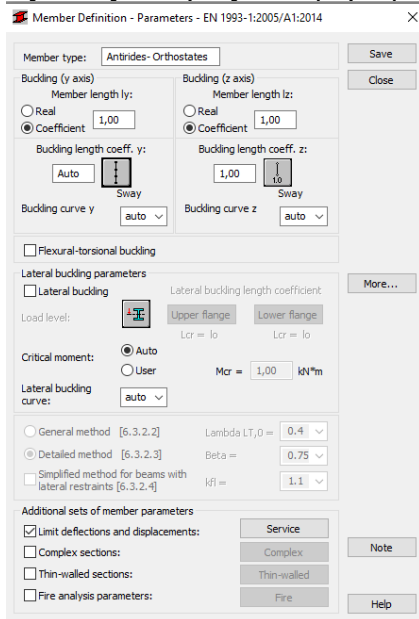 Member Definition - Parameters - EN 1993-1:2005/A1:2014
Member type: Antirides-Orthostates
Save
Close
Buckling (y axis)
Member length ly:
Real
Coefficient
1,00
Buckling (z axis)
Member length lz:
Real
Coefficient
1,00
Buckling length coeff. y:
Auto
Sway
Buckling curve y
auto
Buckling length coeff. z:
1,00
1.0
Sway
Buckling curve z
auto
Flexural-torsional buckling
Lateral buckling parameters
More...
Lateral buckling
Lateral buckling length coefficient
Load level:
Upper flange
Lower flange
Lcr = lo
Lcr = lo
Critical moment:
Auto
User
Mcr = 1,00 kN*m
Lateral buckling
curve:
auto
General method [6.3.2.2]
Lambda LT,0 = 0.4
Detailed method [6.3.2.3]
Beta = 0.75
Simplified method for beams with
lateral restraints [6.3.2.4]
kfl = 1.1
Additional sets of member parameters
Limit deflections and displacements:
Service
Complex sections:
Complex
Note
Thin-walled sections:
Thin-walled
Fire analysis parameters:
Fire
Help